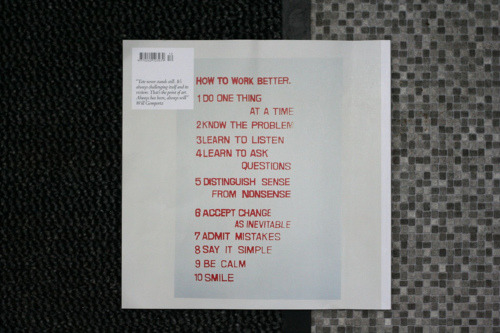 "You never stands still. It's
always challenging itself and its
visitors. That's the point of art.
Always has been, always will"
Will Gompertz
HOW TO WORK BETTER.
1 DO ONE THING
AT A TIME
2 KNOW THE PROBLEM
3 LEARN TO LISTEN
4 LEARN TO ASK
QUESTIONS
5 DISTINGUISH SENSE
FROM NONSENSE
6 ACCEPT CHANGE
AS INEVITABLE
7 ADMIT MISTAKES
8 SAY IT SIMPLE
9 BE CALM
10 SMILE